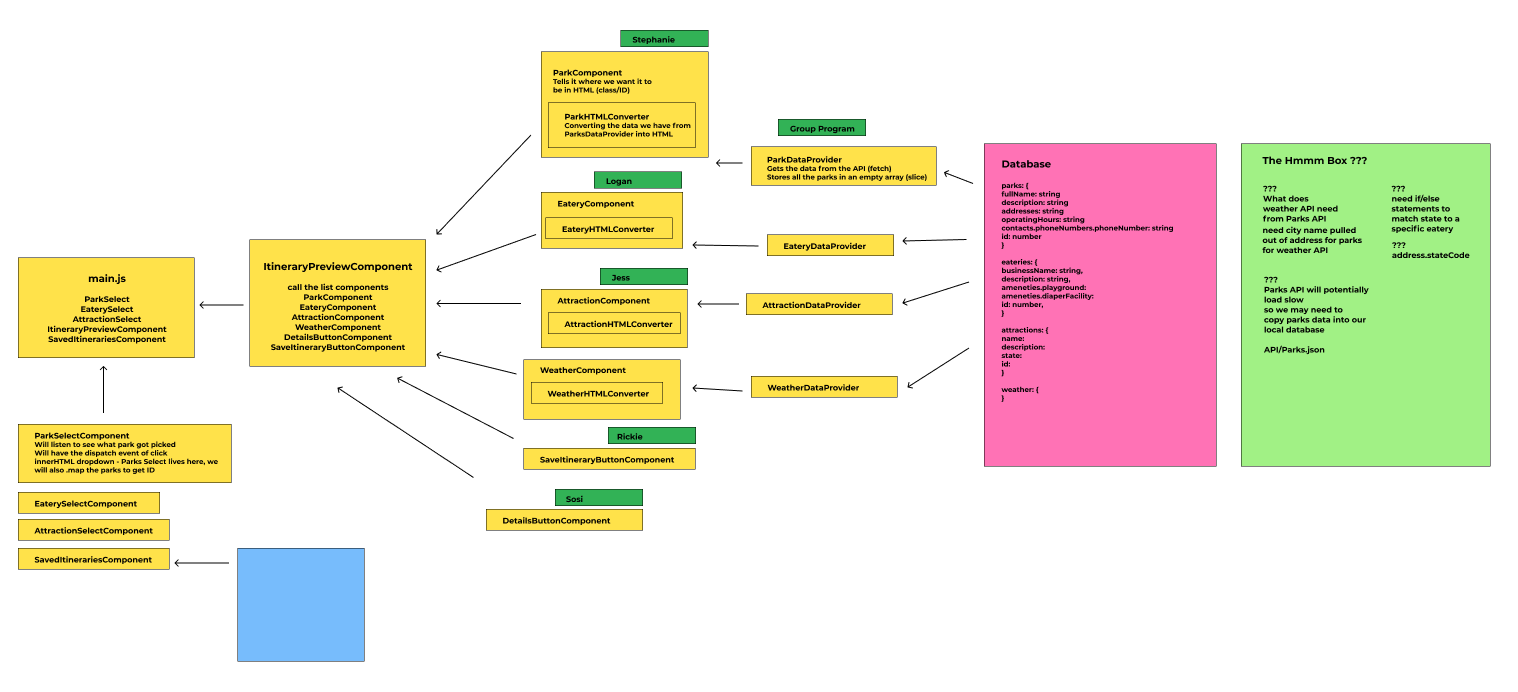 Stephanie
ParkComponent
Tells it where we want it to
be in HTML (class/ID)
ParkHTMLConverter
Converting the data we have from
ParksDataProvider into HTML
Group Program
ParkDataProvider
Gets the data from the API (fetch)
Stores all the parks in an empty array (slice)
Logan
EateryComponent
EateryHTMLConverter
EateryDataProvider
Jess
AttractionComponent
AttractionHTMLConverter
AttractionDataProvider
WeatherComponent
WeatherHTMLConverter
WeatherDataProvider
Rickie
SaveItineraryButtonComponent
Sosi
DetailsButtonComponent
ItineraryPreviewComponent
call the list components
ParkComponent
EateryComponent
AttractionComponent
WeatherComponent
DetailsButtonComponent
SaveItineraryButtonComponent
main.js
ParkSelect
EaterySelect
AttractionSelect
ItineraryPreviewComponent
SavedItinerariesComponent
ParkSelectComponent
Will listen to see what park got picked
Will have the dispatch event of click
innerHTML dropdown - Parks Select lives here, we
will also .map the parks to get ID
EaterySelectComponent
AttractionSelectComponent
SavedItinerariesComponent
Database
parks: {
fullName: string
description: string
addresses: string
operatingHours: string
contacts.phoneNumbers.phoneNumber: string
id: number
}
eateries: {
businessName: string,
description: string,
ameneties.playground:
ameneties.diaperFacility:
id: number,
}
attractions: {
name:
description:
state:
id:
}
weather: {
}
The Hmmm Box ???
???
What does
weather API need
from Parks API
need city name pulled
out of address for parks
for weather API
???
Parks API will potentially
load slow
so we may need to
copy parks data into our
local database
API/Parks.json
???
need if/else
statements to
match state to a
specific eatery
???
address.stateCode